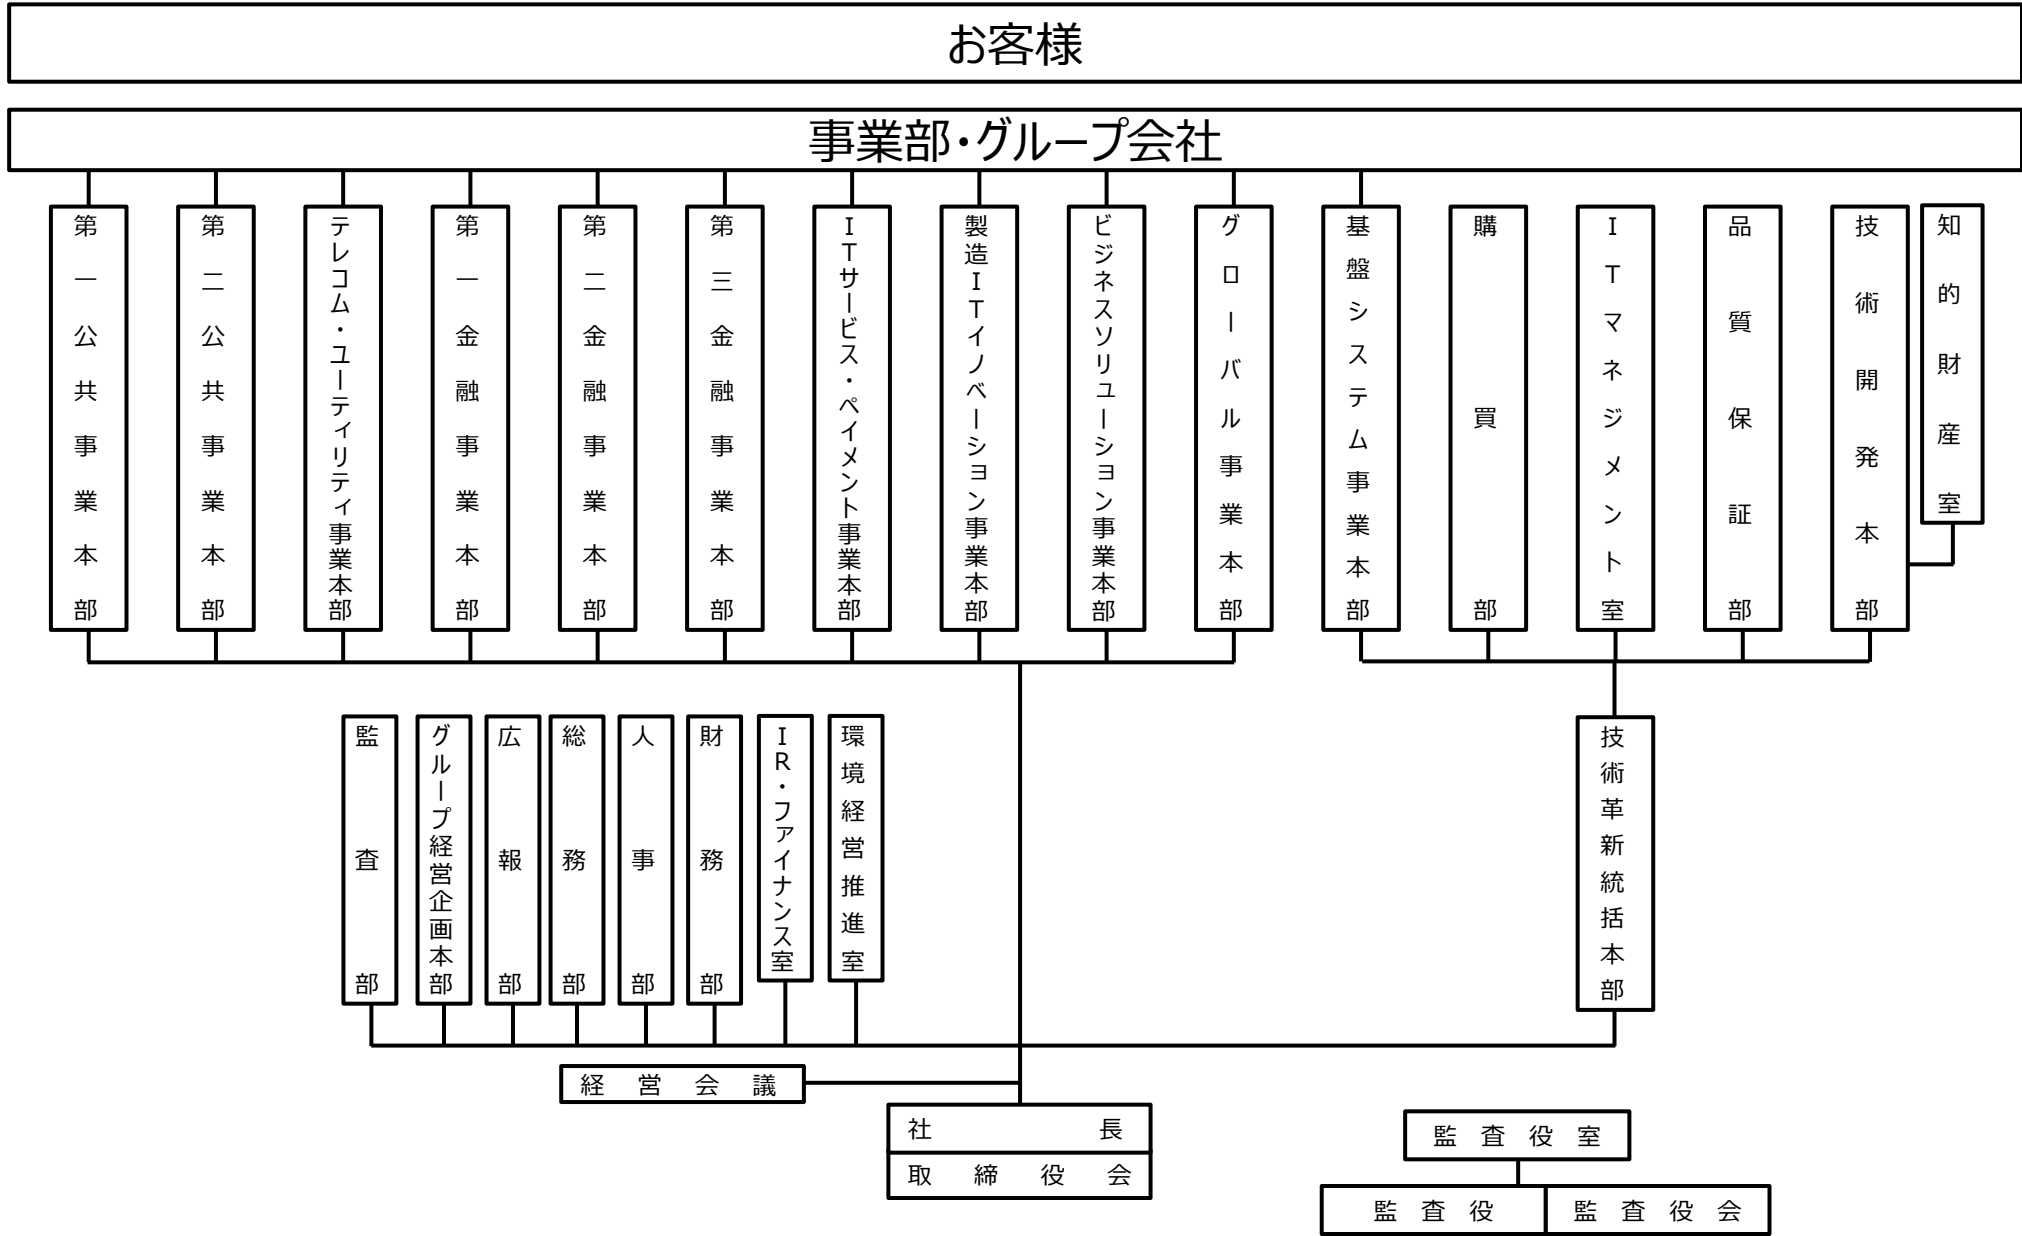 お客様
事業部・グループ会社
第一公共事業本部
第二公共事業本部
テレコム・ユーティリティ事業本部
第一金融事業本部
第二金融事業本部
第三金融事業本部
ITサービス・ペイメント事業本部
製造ITイノベーション事業本部
ビジネスソリューション事業本部
グローバル事業本部
基盤システム事業本部
購買部
ITマネジメント室
品質保証部
技術開発本部
知的財産室
監査部
グループ経営企画本部
広報部
総務部
人事部
財務部
IR・ファイナンス室
環境経営推進室
技術革新統括本部
経営会議
社長
取締役会
監査役室
監査役
監査役会